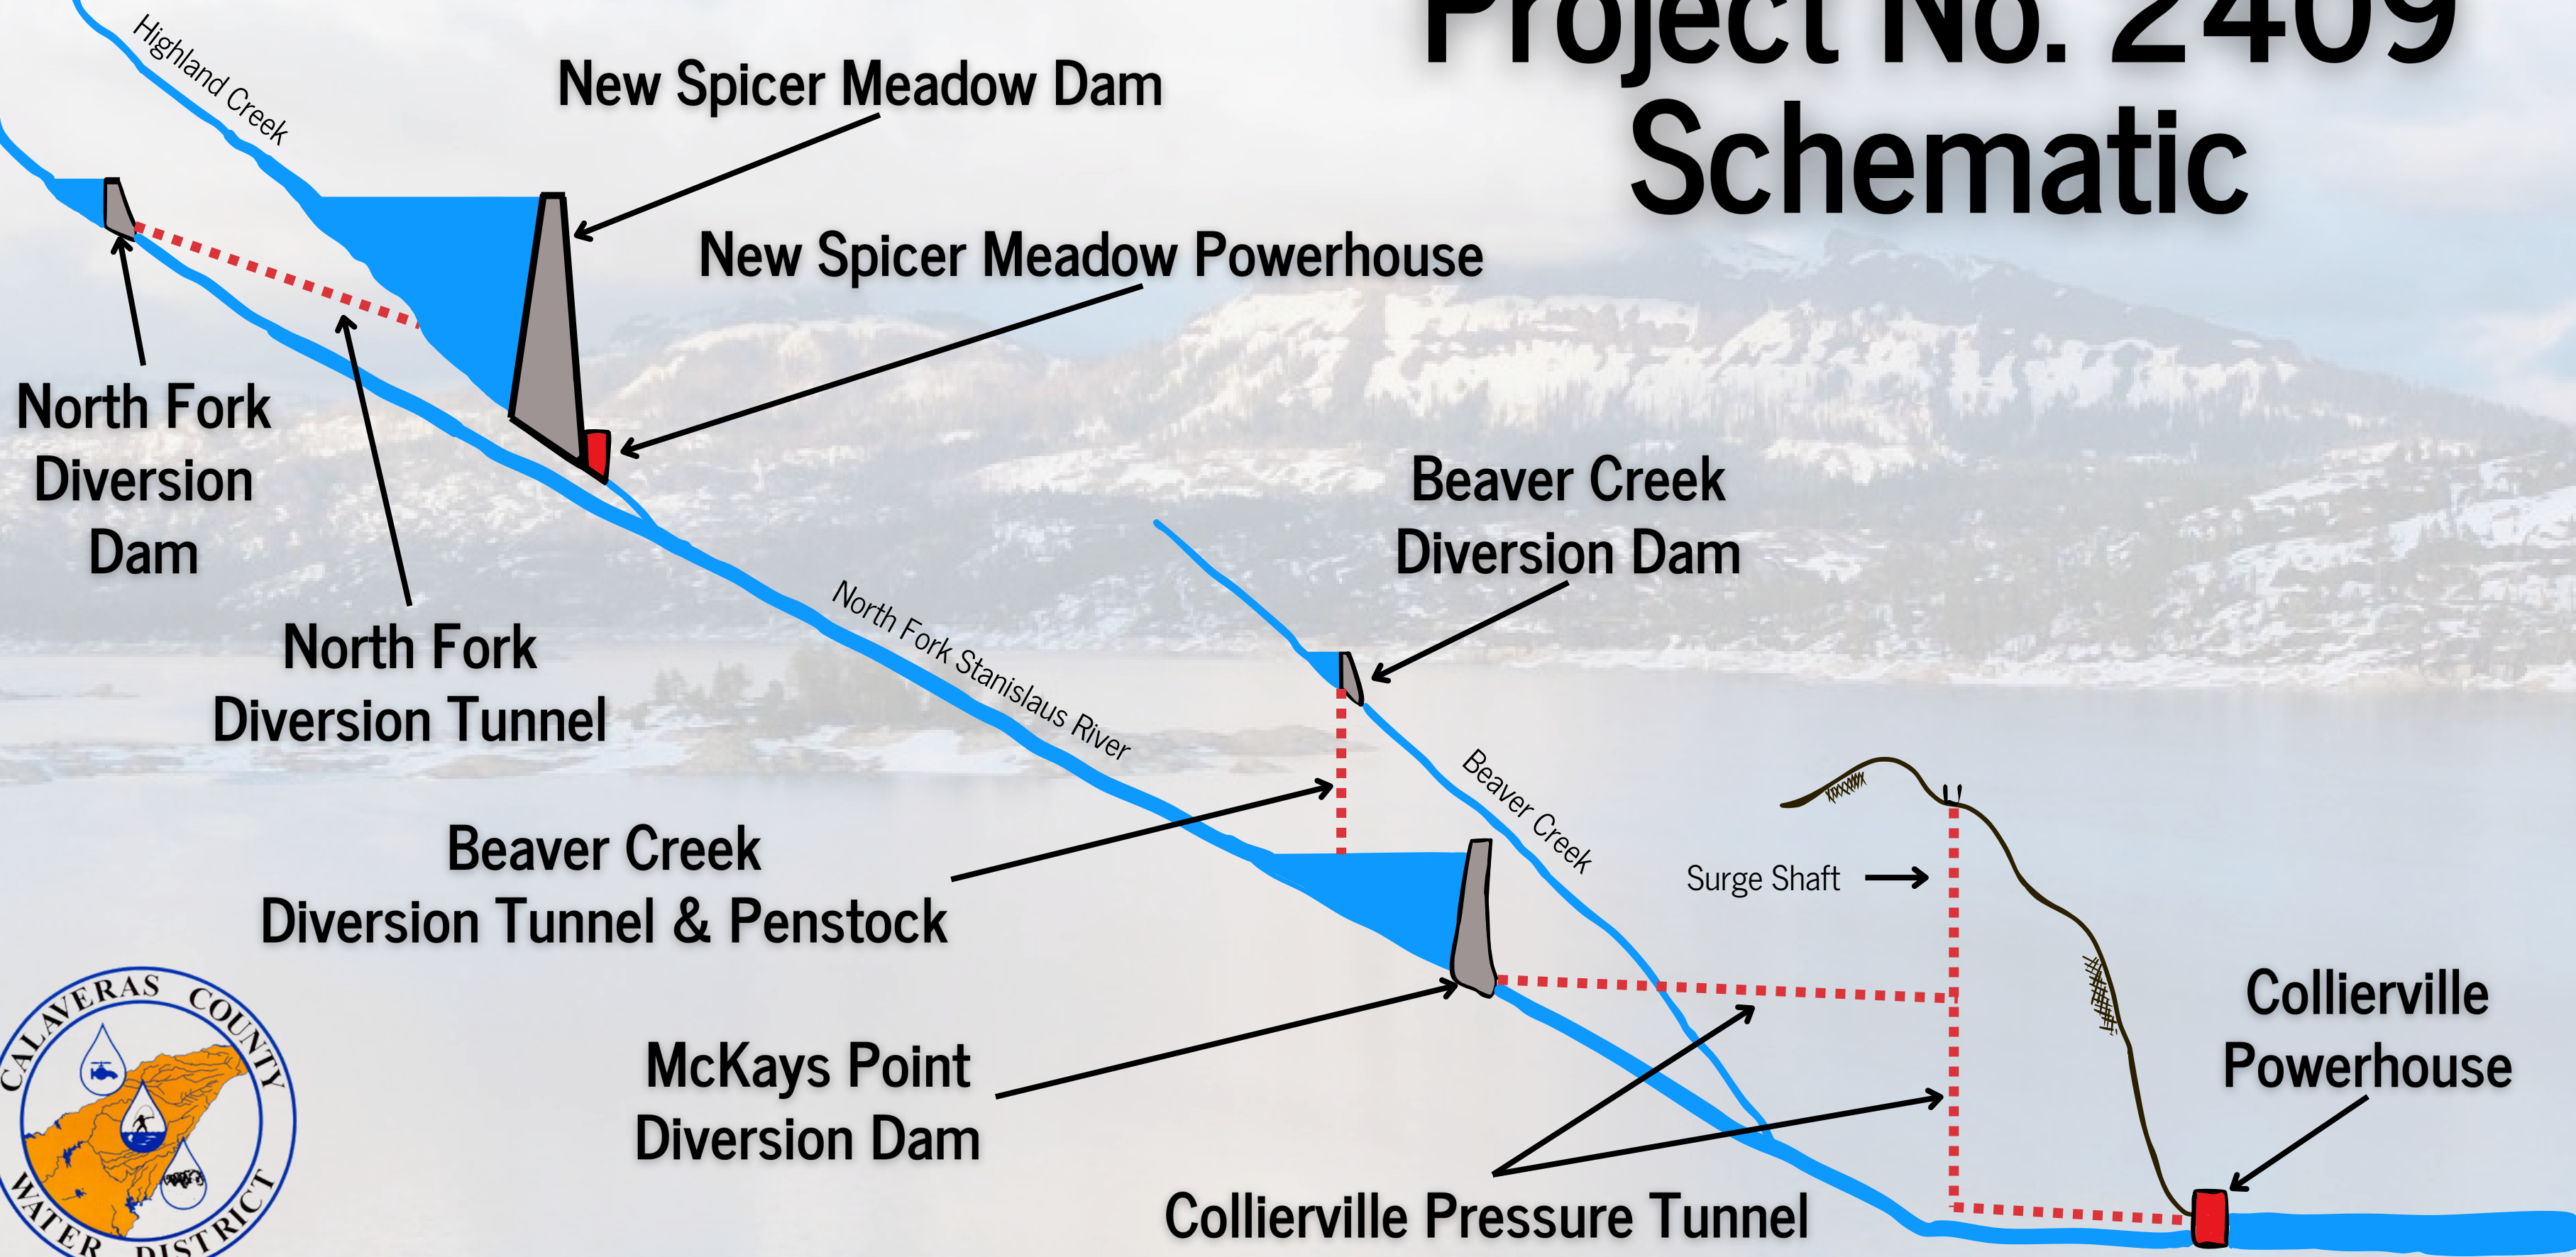 Project No. 2409
Schematic
Highland Creek
New Spicer Meadow Dam
New Spicer Meadow Powerhouse
North Fork
Diversion
Dam
North Fork
Diversion Tunnel
North Fork Stanislaus River
Beaver Creek
Diversion Dam
Beaver Creek
Beaver Creek
Diversion Tunnel & Penstock
Surge Shaft
McKays Point
Diversion Dam
Collierville
Powerhouse
Collierville Pressure Tunnel
CALAVERAS COUNTY
WATER DISTRICT